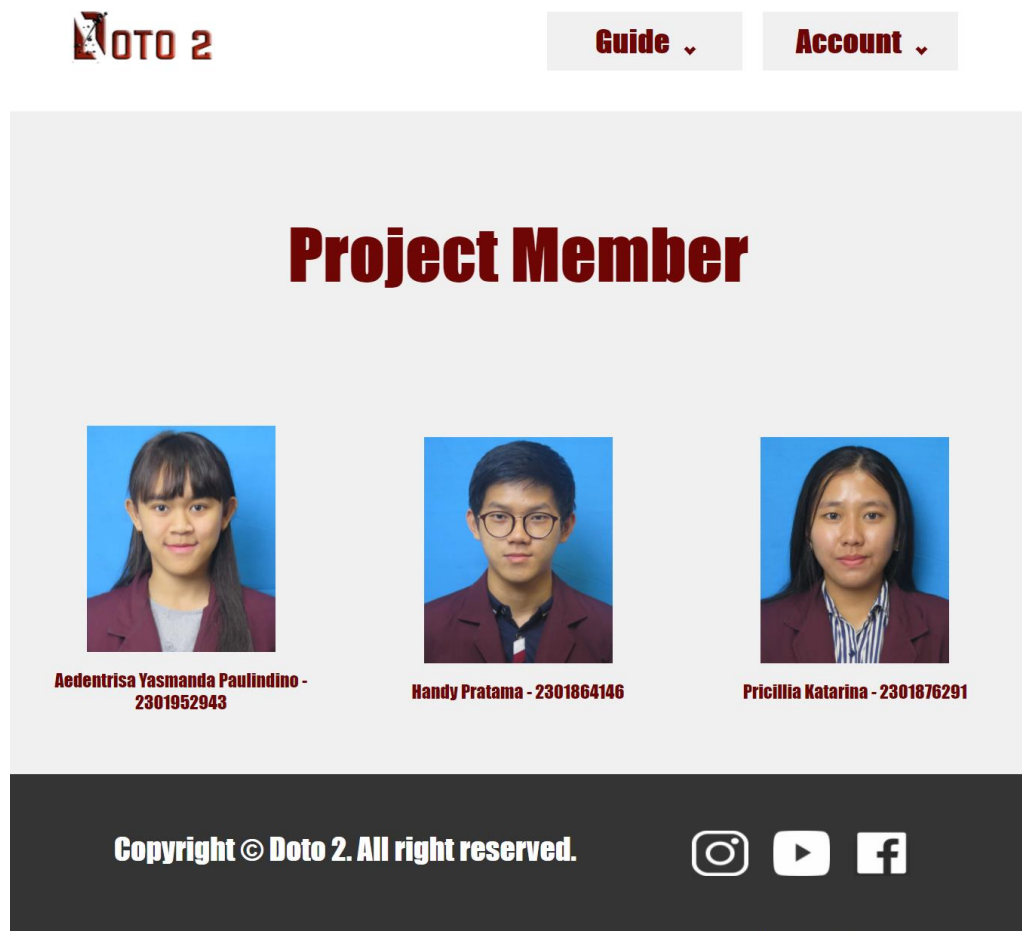 DOTO 2
Guide
Account
Project Member
Aedentrisa Yasmanda Paulindino -
2301952943
Handy Pratama - 2301864146
Pricillia Katarina - 2301876291
Copyright © Doto 2. All right reserved.